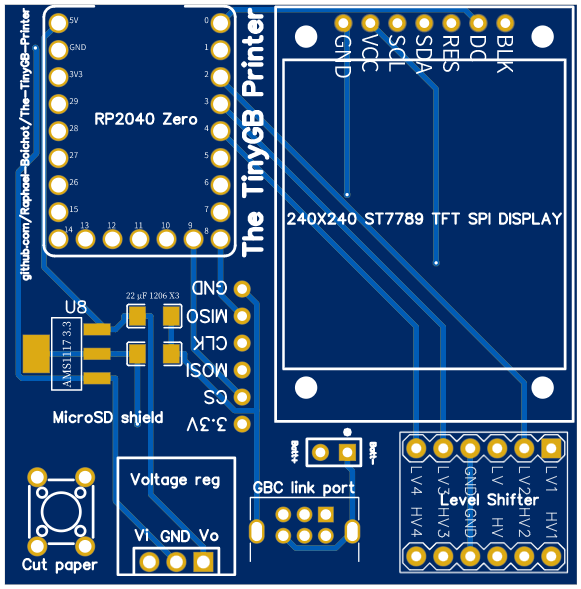 github.com/Raphael-Boichot/The-TinyGB-Printer
5V
GND
3V3
29
28
27
26
15
14
13
12
11
10
9
8
0
1
2
3
4
5
6
7
RP2040 Zero
The TinyGB Printer
GND
VCC
SCL
SDA
RES
DC
BLK
240X240 ST7789 TFT SPI DISPLAY
U8
AMS1117 3.3
22 µF 1206 X3
GND
MISO
CLK
MOSI
CS
3.3V
MicroSD shield
Batt+
Batt-
GBC link port
Voltage reg
Vi GND Vo
Cut paper
LV4
LV3
GND
LV
LV2
LV1
Level Shifter
HV4
HV3
GND
HV
HV2
HV1